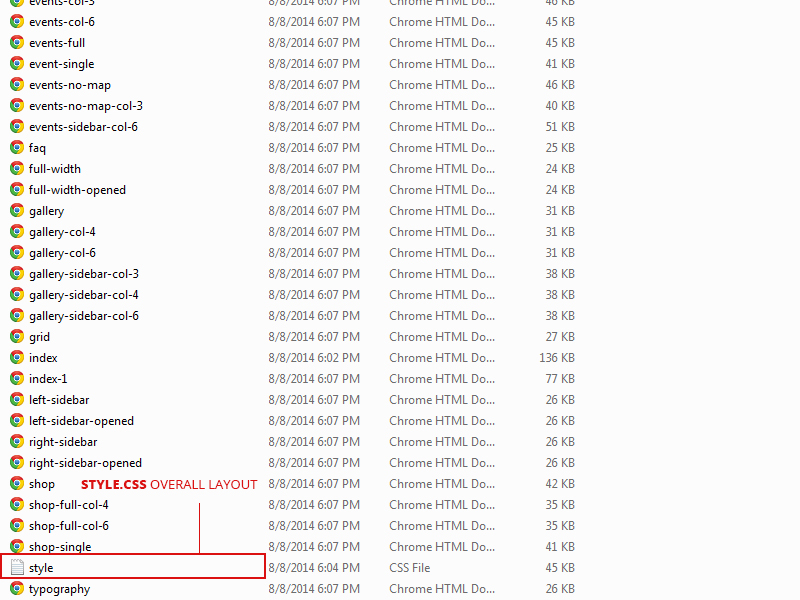 events-col-3 8/8/2014 6:07 PM Chrome HTML Do... 46 KB
events-col-6 8/8/2014 6:07 PM Chrome HTML Do... 45 KB
events-full 8/8/2014 6:07 PM Chrome HTML Do... 45 KB
event-single 8/8/2014 6:07 PM Chrome HTML Do... 41 KB
events-no-map 8/8/2014 6:07 PM Chrome HTML Do... 46 KB
events-no-map-col-3 8/8/2014 6:07 PM Chrome HTML Do... 40 KB
events-sidebar-col-6 8/8/2014 6:07 PM Chrome HTML Do... 51 KB
faq 8/8/2014 6:07 PM Chrome HTML Do... 25 KB
full-width 8/8/2014 6:07 PM Chrome HTML Do... 24 KB
full-width-opened 8/8/2014 6:07 PM Chrome HTML Do... 24 KB
gallery 8/8/2014 6:07 PM Chrome HTML Do... 31 KB
gallery-col-4 8/8/2014 6:07 PM Chrome HTML Do... 31 KB
gallery-col-6 8/8/2014 6:07 PM Chrome HTML Do... 31 KB
gallery-sidebar-col-3 8/8/2014 6:07 PM Chrome HTML Do... 38 KB
gallery-sidebar-col-4 8/8/2014 6:07 PM Chrome HTML Do... 38 KB
gallery-sidebar-col-6 8/8/2014 6:07 PM Chrome HTML Do... 38 KB
grid 8/8/2014 6:07 PM Chrome HTML Do... 27 KB
index 8/8/2014 6:02 PM Chrome HTML Do... 136 KB
index-1 8/8/2014 6:07 PM Chrome HTML Do... 77 KB
left-sidebar 8/8/2014 6:07 PM Chrome HTML Do... 26 KB
left-sidebar-opened 8/8/2014 6:07 PM Chrome HTML Do... 26 KB
right-sidebar 8/8/2014 6:07 PM Chrome HTML Do... 26 KB
right-sidebar-opened 8/8/2014 6:07 PM Chrome HTML Do... 26 KB
shop STYLE.CSS OVERALL LAYOUT 8/8/2014 6:07 PM Chrome HTML Do... 42 KB
shop-full-col-4 8/8/2014 6:07 PM Chrome HTML Do... 35 KB
shop-full-col-6 8/8/2014 6:07 PM Chrome HTML Do... 35 KB
shop-single 8/8/2014 6:07 PM Chrome HTML Do... 41 KB
style 8/8/2014 6:04 PM CSS File 45 KB
typography 8/8/2014 6:07 PM Chrome HTML Do... 26 KB